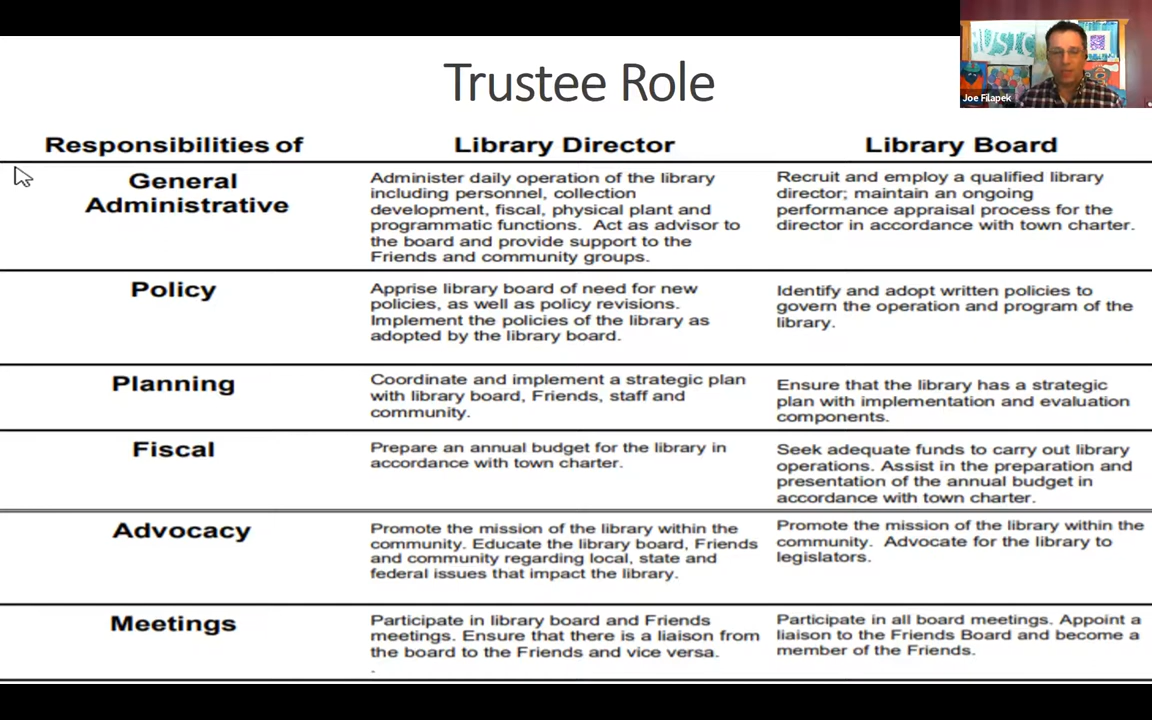 Trustee Role
Joe Filapek
Responsibilities of
Library Director
Library Board
General
Administrative
Administer daily operation of the library
including personnel, collection
development, fiscal, physical plant and
programmatic functions. Act as advisor to
the board and provide support to the
Friends and community groups.
Recruit and employ a qualified library
director; maintain an ongoing
performance appraisal process for the
director in accordance with town charter.
Policy
Apprise library board of need for new
policies, as well as policy revisions.
Implement the policies of the library as
adopted by the library board.
Identify and adopt written policies to
govern the operation and program of the
library.
Planning
Coordinate and implement a strategic plan
with library board, Friends, staff and
community.
Ensure that the library has a strategic
plan with implementation and evaluation
components.
Fiscal
Prepare an annual budget for the library in
accordance with town charter.
Seek adequate funds to carry out library
operations. Assist in the preparation and
presentation of the annual budget in
accordance with town charter.
Advocacy
Promote the mission of the library within the
community. Educate the library board, Friends
and community regarding local, state and
federal issues that impact the library.
Promote the mission of the library within the
community. Advocate for the library to
legislators.
Meetings
Participate in library board and Friends
meetings. Ensure that there is a liaison from
the board to the Friends and vice versa.
.
Participate in all board meetings. Appoint a
liaison to the Friends Board and become a
member of the Friends.